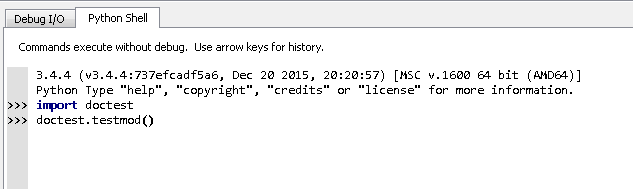 Debug I/O Python Shell
Commands execute without debug. Use arrow keys for history.
3.4.4 (v3.4.4:737efcadf5a6, Dec 20 2015, 20:20:57) [MSC v.1600 64 bit (AMD64)]
Python Type "help", "copyright", "credits" or "license" for more information.
>>> import doctest
>>> doctest.testmod()